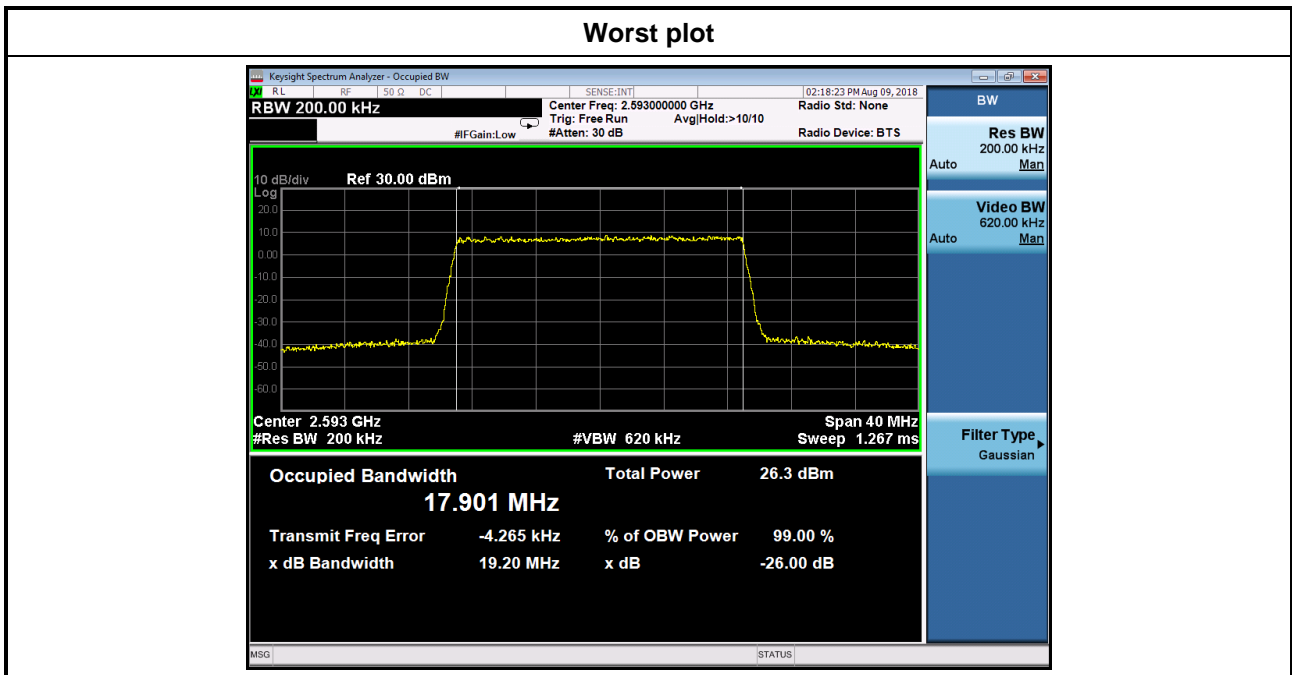 Worst plot
Keysight Spectrum Analyzer - Occupied BW
LXI RL RF 50 Ω DC SENSE:INT 02:18:23 PM Aug 09, 2018
RBW 200.00 kHz Center Freq: 2.593000000 GHz Radio Std: None
Trig: Free Run Avg|Hold:>10/10
#IFGain:Low #Atten: 30 dB Radio Device: BTS
BW
Res BW
200.00 kHz
Auto Man
Video BW
620.00 kHz
Auto Man
Filter Type
Gaussian
10 dB/div Ref 30.00 dBm
Log
20.0
10.0
0.00
-10.0
-20.0
-30.0
-40.0
-50.0
-60.0
Center 2.593 GHz Span 40 MHz
#Res BW 200 kHz #VBW 620 kHz Sweep 1.267 ms
Occupied Bandwidth Total Power 26.3 dBm
17.901 MHz
Transmit Freq Error -4.265 kHz % of OBW Power 99.00 %
x dB Bandwidth 19.20 MHz x dB -26.00 dB
MSG STATUS